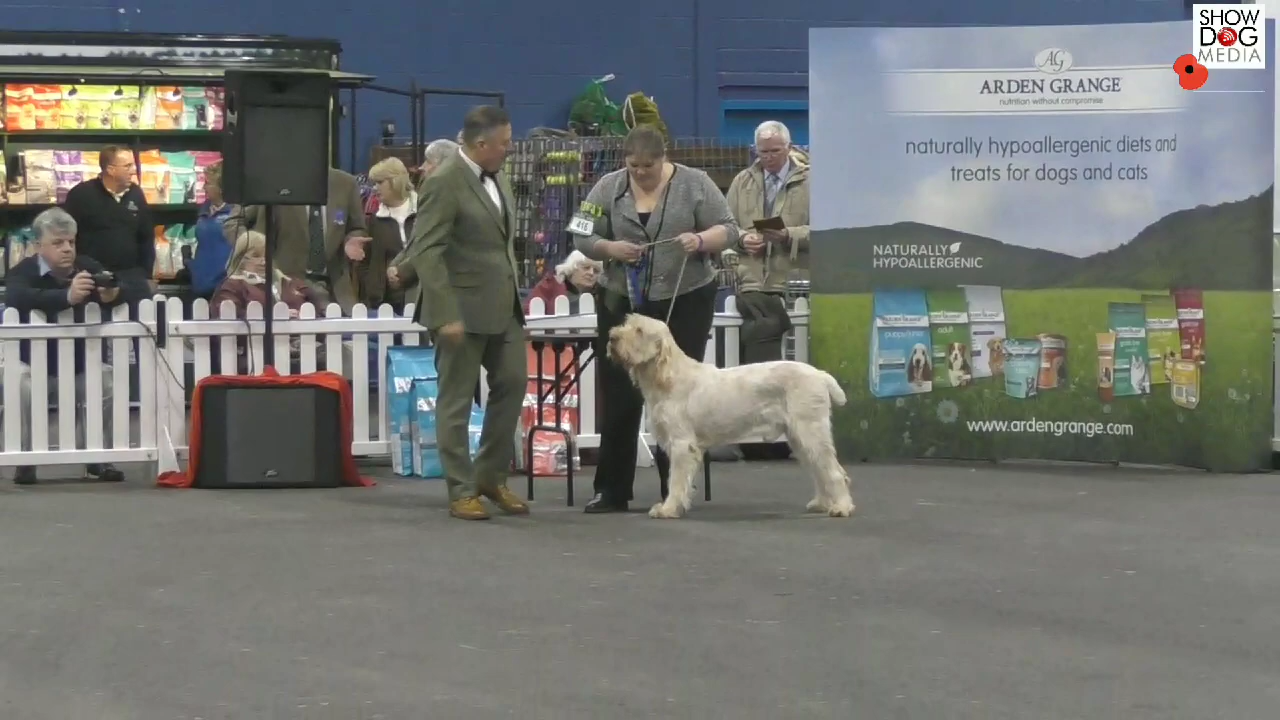 SHOW
DOG
MEDIA
AG
ARDEN GRANGE
nutrition without compromise
naturally hypoallergenic diets and
treats for dogs and cats
NATURALLY
HYPOALLERGENIC
416
adult
www.ardengrange.com